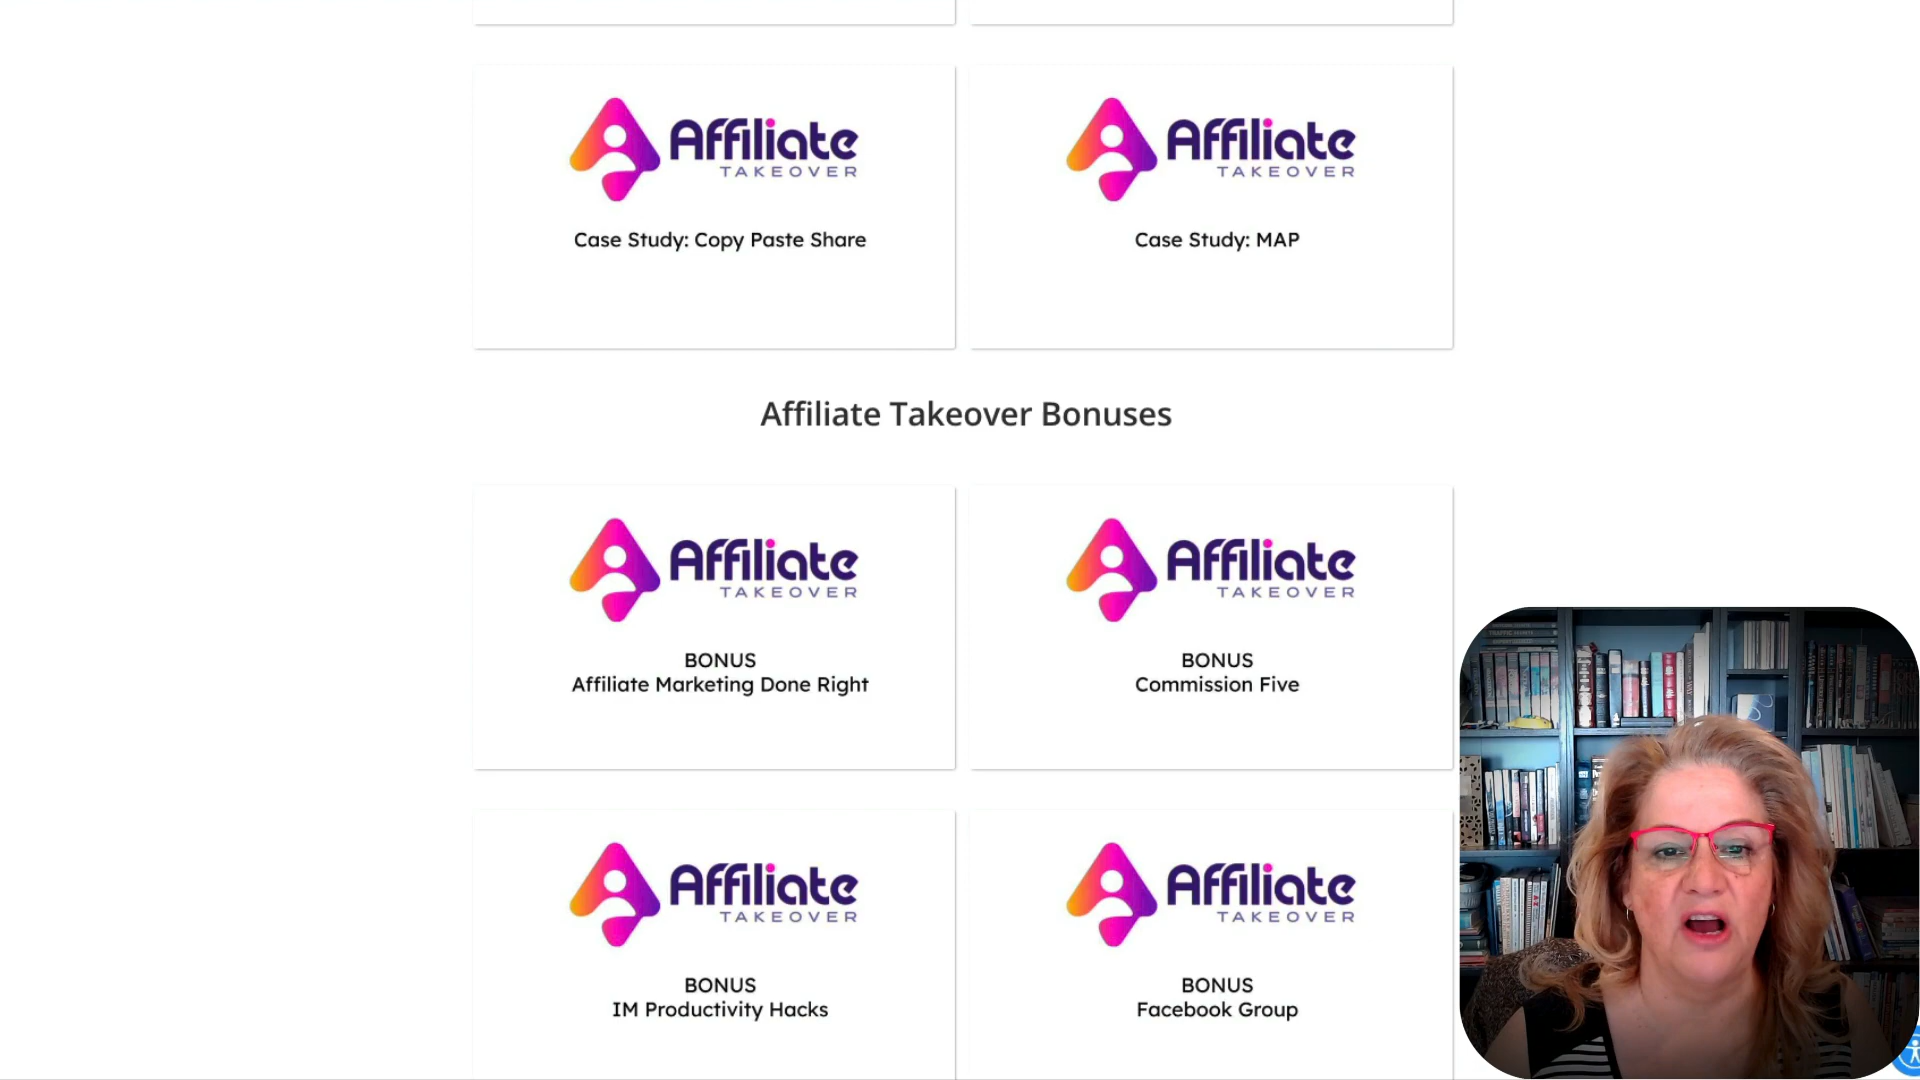 Affiliate
TAKEOVER
Case Study: Copy Paste Share
Affiliate
TAKEOVER
Case Study: MAP
Affiliate Takeover Bonuses
Affiliate
TAKEOVER
BONUS
Affiliate Marketing Done Right
Affiliate
TAKEOVER
BONUS
Commission Five
Affiliate
TAKEOVER
BONUS
IM Productivity Hacks
Affiliate
TAKEOVER
BONUS
Facebook Group